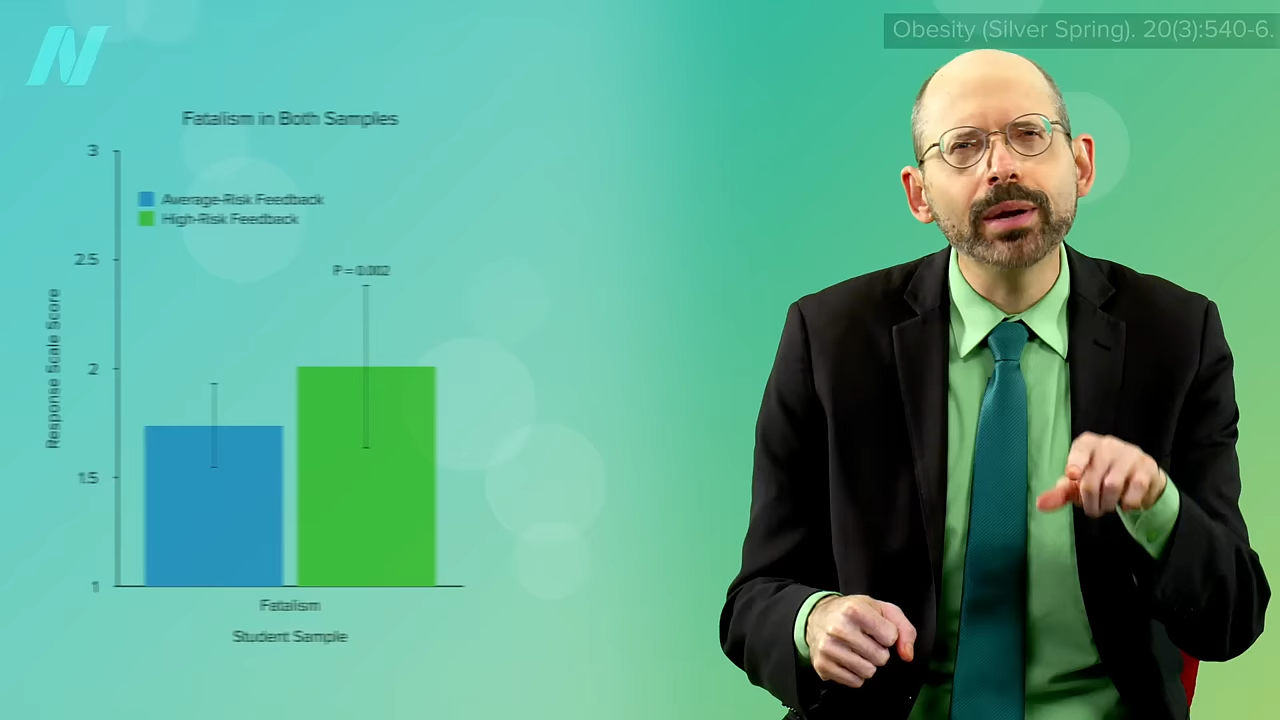 Obesity (Silver Spring). 20(3):540-6.
Fatalism in Both Samples
3
Average-Risk Feedback
High-Risk Feedback
2.5
P = 0.002
Response Scale Score
2
1.5
1
Fatalism
Student Sample